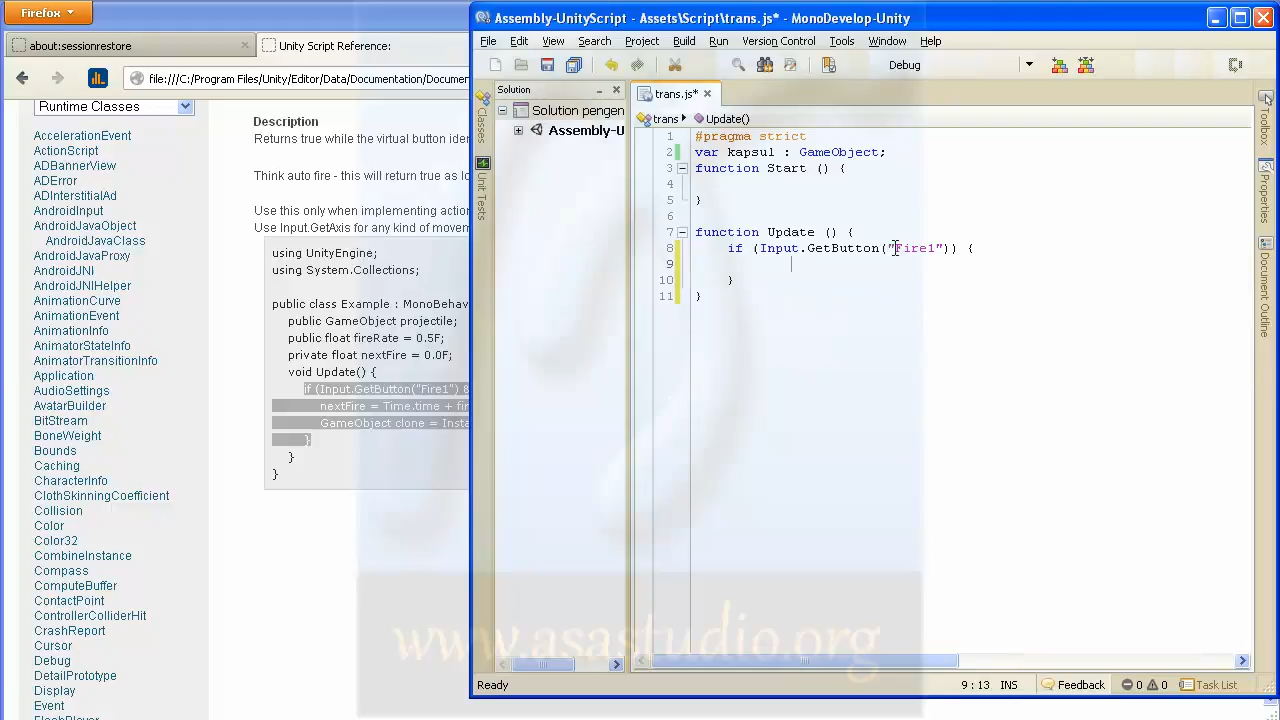 Firefox
about:sessionrestore
Unity Script Reference:
file:///C:/Program Files/Unity/Editor/Data/Documentation/Documen
Runtime Classes
AccelerationEvent
ActionScript
ADBannerView
ADError
ADInterstitialAd
AndroidInput
AndroidJavaObject
AndroidJavaClass
AndroidJavaProxy
AndroidJNI
AndroidJNIHelper
AnimationCurve
AnimationEvent
AnimationInfo
AnimatorStateInfo
AnimatorTransitionInfo
Application
AudioSettings
AvatarBuilder
BitStream
BoneWeight
Bounds
Caching
CharacterInfo
ClothSkinningCoefficient
Collision
Color
Color32
CombineInstance
Compass
ComputeBuffer
ContactPoint
ControllerColliderHit
CrashReport
Cursor
Debug
DetailPrototype
Display
Event
FlashPlayer
Description
Returns true while the virtual button iden
Think auto fire - this will return true as lo
Use this only when implementing action
Use Input.GetAxis for any kind of movem
using UnityEngine;
using System.Collections;
public class Example : MonoBehav
public GameObject projectile;
public float fireRate = 0.5F;
private float nextFire = 0.0F;
void Update() {
if (Input.GetButton("Fire1") &
nextFire = Time.time + fir
GameObject clone = Insta
}
}
}
Assembly-UnityScript - Assets\Script\trans.js* - MonoDevelop-Unity
File Edit View Search Project Build Run Version Control Tools Window Help
Debug
Classes
Unit Tests
Solution
Solution pengen
Assembly-U
trans.js*
trans Update()
1 #pragma strict
2 var kapsul : GameObject;
3 function Start () {
4
5 }
6
7 function Update () {
8 if (Input.GetButton("Fire1")) {
9
10 }
11 }
Toolbox
Properties
Document Outline
www.asastudio.org
Ready
9 : 13 INS
Feedback
0 0
Task List